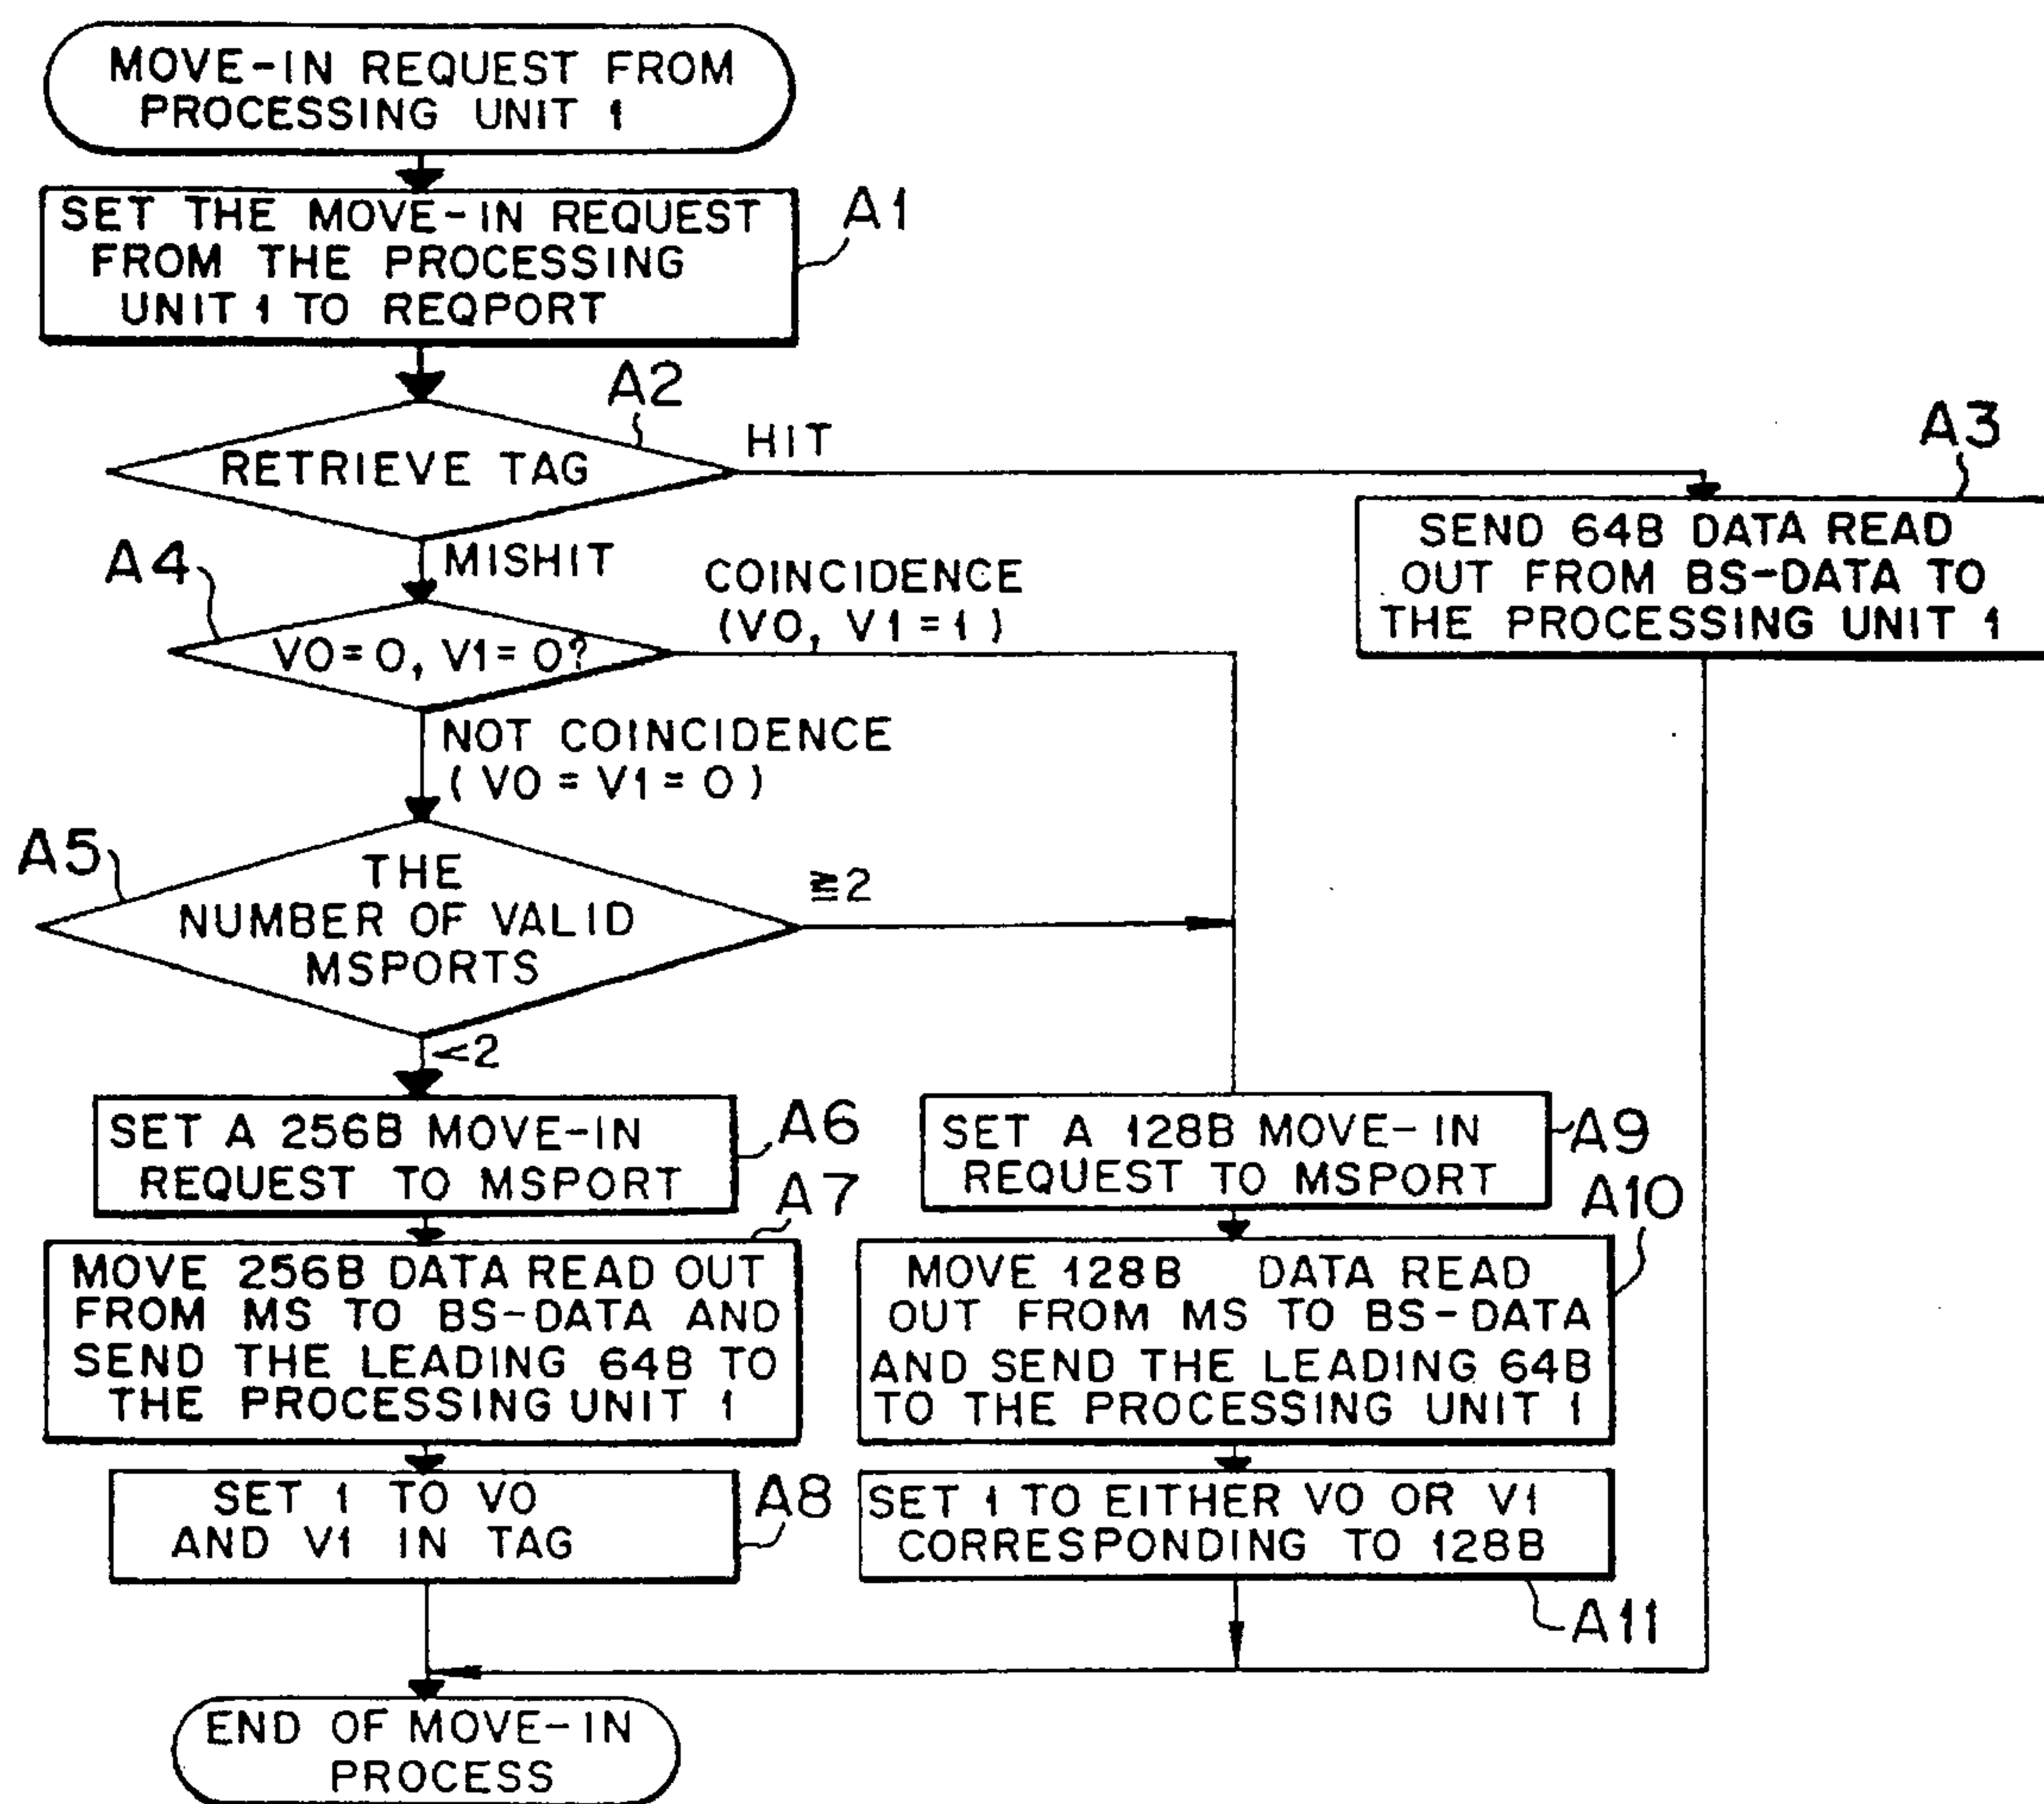 MOVE-IN REQUEST FROM
PROCESSING UNIT 1
SET THE MOVE-IN REQUEST
FROM THE PROCESSING
UNIT 1 TO REQPORT
A1
A2
RETRIEVE TAG
HIT
A3
SEND 64B DATA READ
OUT FROM BS-DATA TO
THE PROCESSING UNIT 1
MISHIT
A4
V0=0, V1=0?
COINCIDENCE
(V0, V1=1)
NOT COINCIDENCE
(V0=V1=0)
A5
THE
NUMBER OF VALID
MSPORTS
≧2
<2
SET A 256B MOVE-IN
REQUEST TO MSPORT
A6
A7
MOVE 256B DATA READ OUT
FROM MS TO BS-DATA AND
SEND THE LEADING 64B TO
THE PROCESSING UNIT 1
SET 1 TO V0
AND V1 IN TAG
A8
SET A 128B MOVE-IN
REQUEST TO MSPORT
A9
A10
MOVE 128B DATA READ
OUT FROM MS TO BS-DATA
AND SEND THE LEADING 64B
TO THE PROCESSING UNIT 1
SET 1 TO EITHER V0 OR V1
CORRESPONDING TO 128B
A11
END OF MOVE-IN
PROCESS